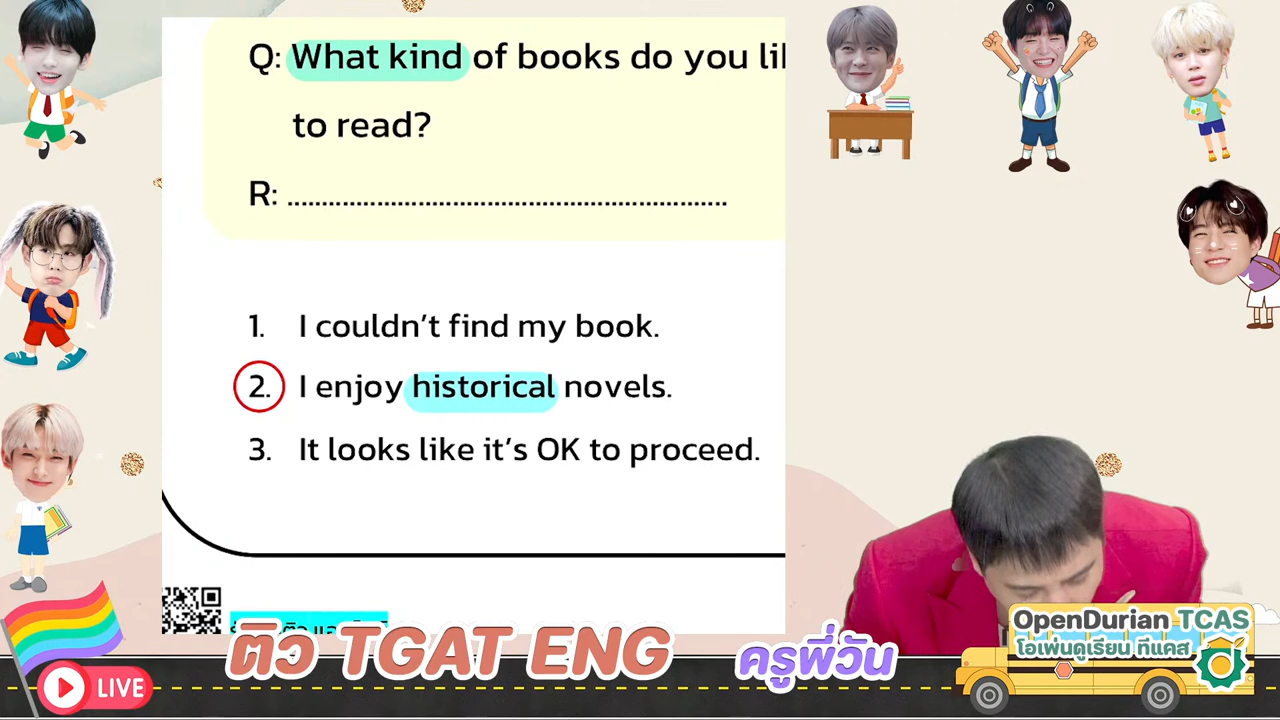 Q: What kind of books do you li
to read?
R: ................................................................
1. I couldn't find my book.
2. I enjoy historical novels.
3. It looks like it's OK to proceed.
ติว TGAT ENG
ครูพี่วัน
LIVE
OpenDurian TCAS
โอเพ่นดูเรียน ทีแคส